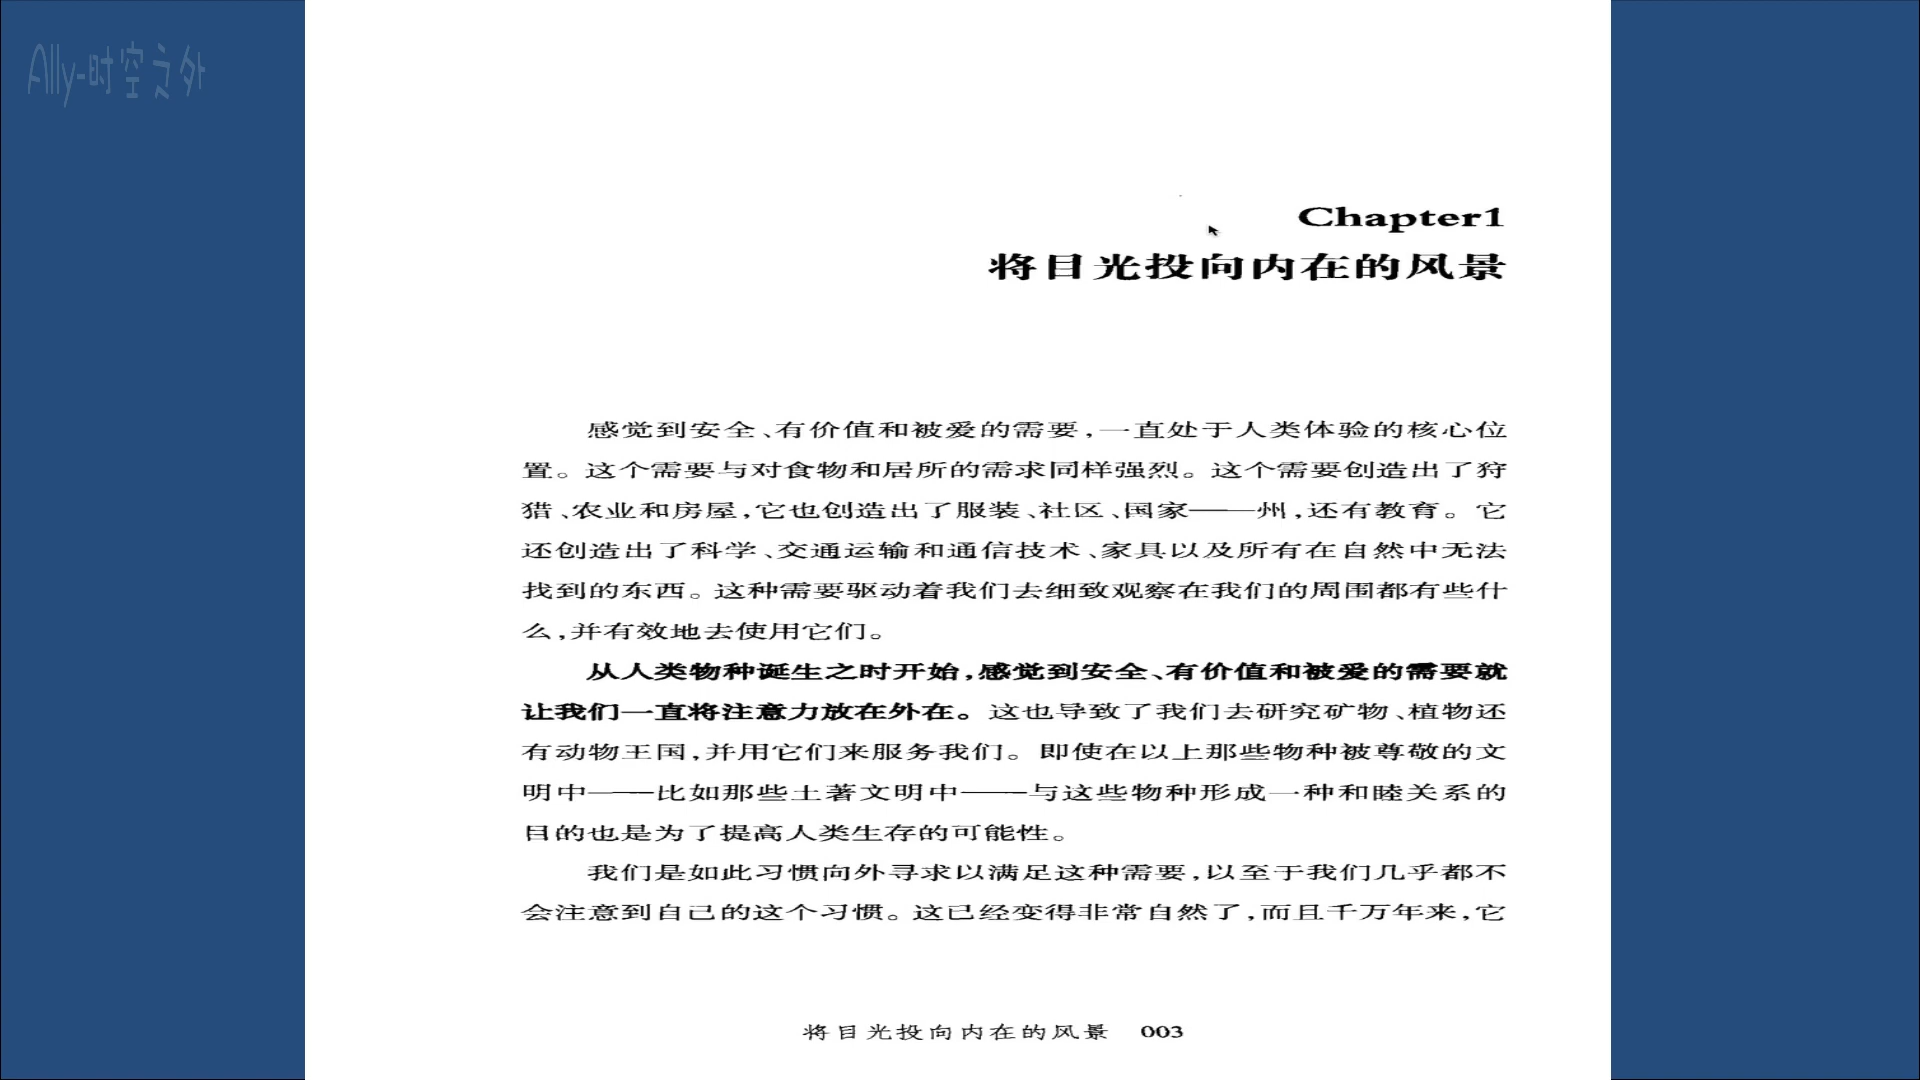 Ally-时空之外
Chapter1
将目光投向内在的风景
感觉到安全、有价值和被爱的需要,一直处于人类体验的核心位
置。这个需要与对食物和居所的需求同样强烈。这个需要创造出了狩
猎、农业和房屋,它也创造出了服装、社区、国家——州,还有教育。它
还创造出了科学、交通运输和通信技术、家具以及所有在自然中无法
找到的东西。这种需要驱动着我们去细致观察在我们的周围都有些什
么,并有效地去使用它们。
从人类物种诞生之时开始,感觉到安全、有价值和被爱的需要就
让我们一直将注意力放在外在。这也导致了我们去研究矿物、植物还
有动物王国,并用它们来服务我们。即使在以上那些物种被尊敬的文
明中——比如那些土著文明中——与这些物种形成一种和睦关系的
目的也是为了提高人类生存的可能性。
我们是如此习惯向外寻求以满足这种需要,以至于我们几乎都不
会注意到自己的这个习惯。这已经变得非常自然了,而且千万年来,它
将目光投向内在的风景 003